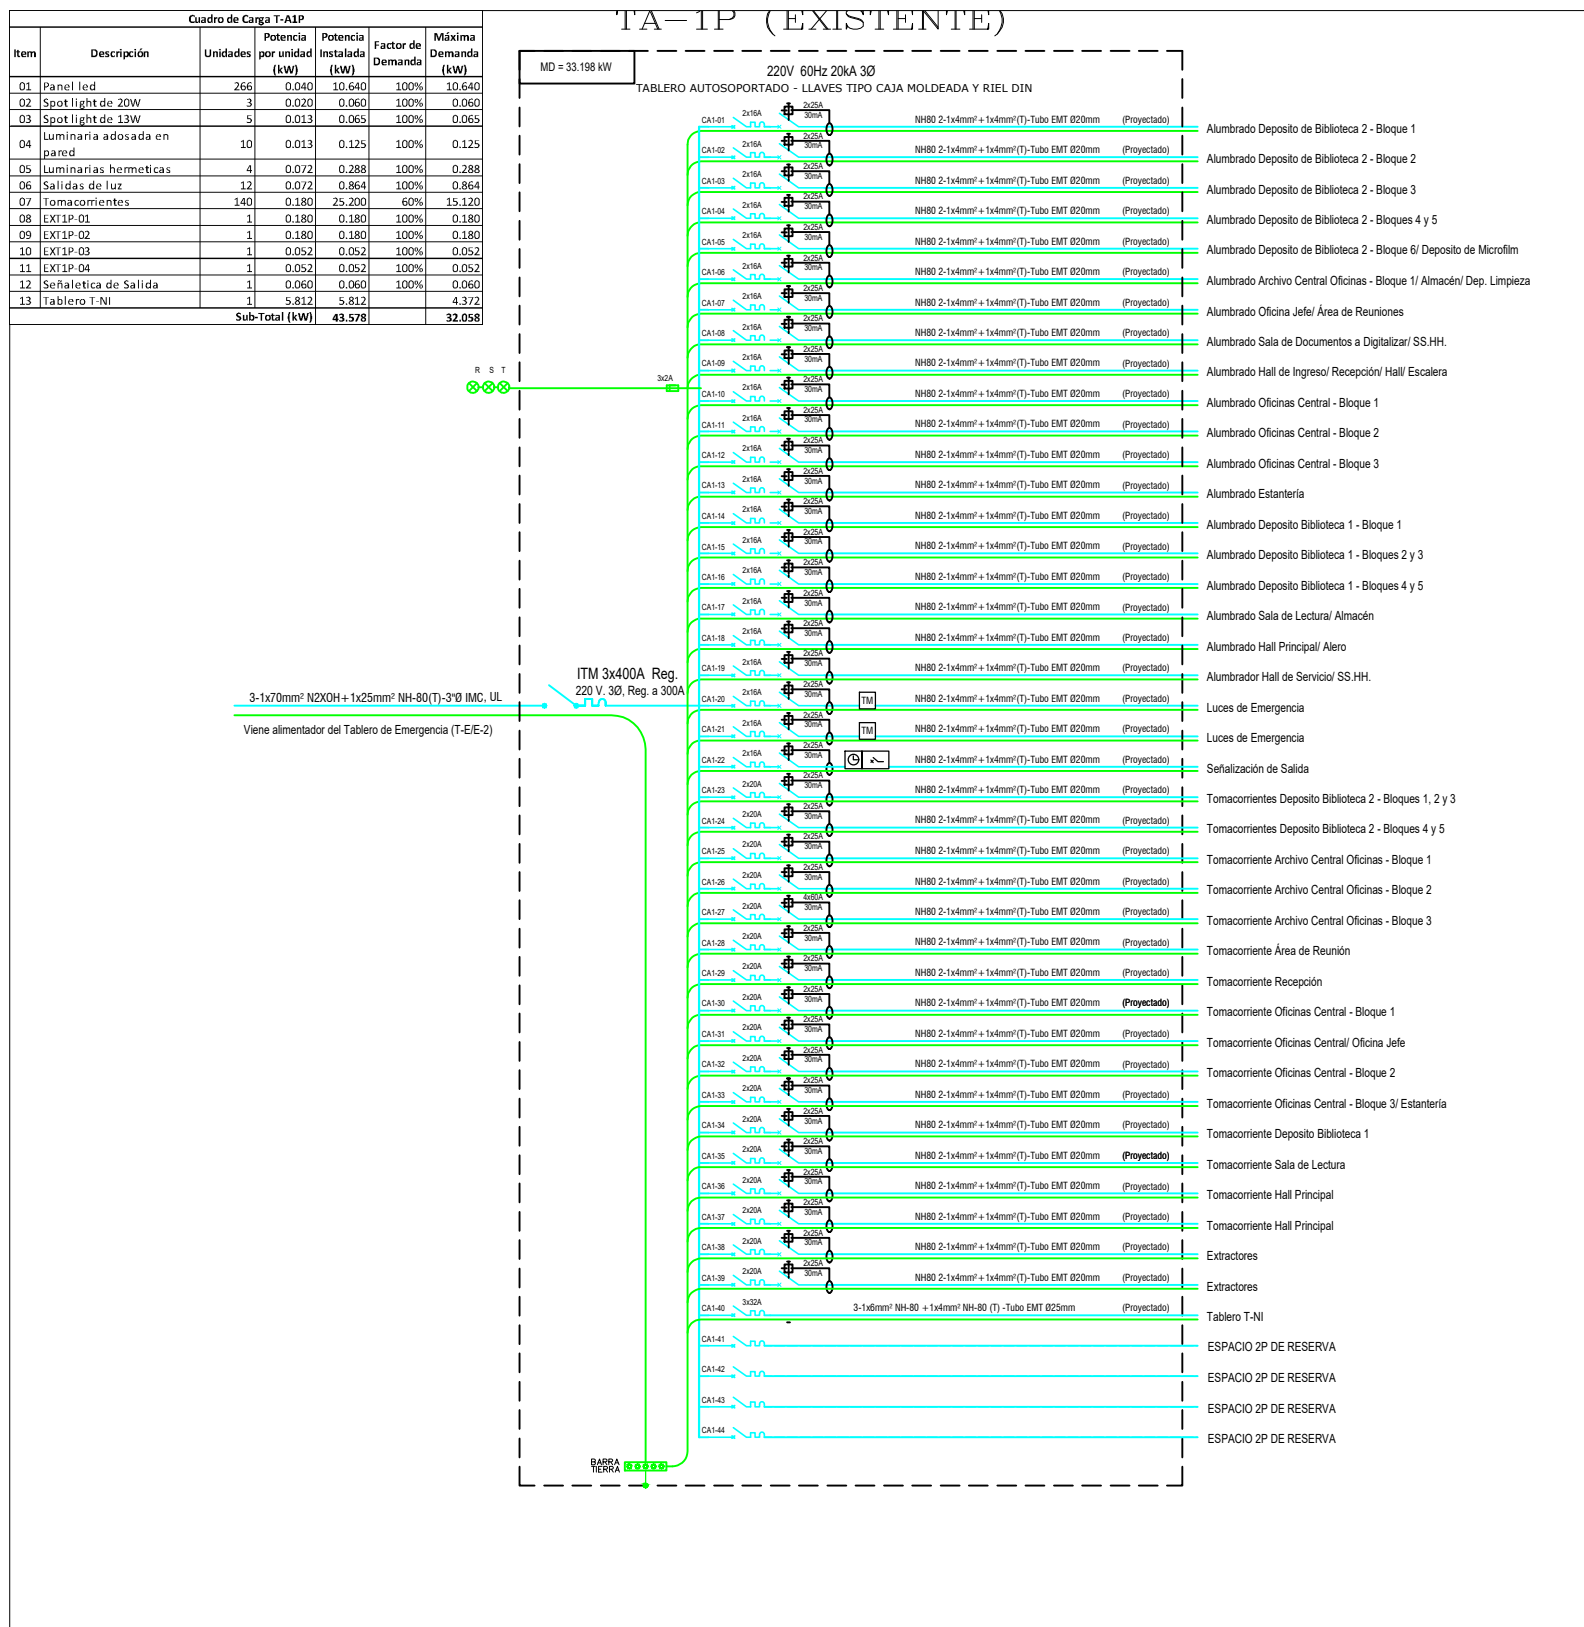 Cuadro de Carga T-A1P
Item Descripción Unidades Potencia por unidad (kW) Potencia Instalada (kW) Factor de Demanda Máxima Demanda (kW)
01 Panel led 266 0.040 10.640 100% 10.640
02 Spot light de 20W 3 0.020 0.060 100% 0.060
03 Spot light de 13W 5 0.013 0.065 100% 0.065
04 Luminaria adosada en pared 10 0.013 0.125 100% 0.125
05 Luminarias hermeticas 4 0.072 0.288 100% 0.288
06 Salidas de luz 12 0.072 0.864 100% 0.864
07 Tomacorrientes 140 0.180 25.200 60% 15.120
08 EXT1P-01 1 0.180 0.180 100% 0.180
09 EXT1P-02 1 0.180 0.180 100% 0.180
10 EXT1P-03 1 0.052 0.052 100% 0.052
11 EXT1P-04 1 0.052 0.052 100% 0.052
12 Señaletica de Salida 1 0.060 0.060 100% 0.060
13 Tablero T-NI 1 5.812 5.812 4.372
Sub-Total (kW) 43.578 32.058
TA-1P (EXISTENTE)
MD = 33.198 kW
220V 60Hz 20kA 3Ø
TABLERO AUTOSOPORTADO - LLAVES TIPO CAJA MOLDEADA Y RIEL DIN
CA1-01 2x16A 2x25A 30mA NH80 2-1x4mm²+1x4mm²(T)-Tubo EMT Ø20mm (Proyectado) Alumbrado Deposito de Biblioteca 2 - Bloque 1
CA1-02 2x16A 2x25A 30mA NH80 2-1x4mm²+1x4mm²(T)-Tubo EMT Ø20mm (Proyectado) Alumbrado Deposito de Biblioteca 2 - Bloque 2
CA1-03 2x16A 2x25A 30mA NH80 2-1x4mm²+1x4mm²(T)-Tubo EMT Ø20mm (Proyectado) Alumbrado Deposito de Biblioteca 2 - Bloque 3
CA1-04 2x16A 2x25A 30mA NH80 2-1x4mm²+1x4mm²(T)-Tubo EMT Ø20mm (Proyectado) Alumbrado Deposito de Biblioteca 2 - Bloques 4 y 5
CA1-05 2x16A 2x25A 30mA NH80 2-1x4mm²+1x4mm²(T)-Tubo EMT Ø20mm (Proyectado) Alumbrado Deposito de Biblioteca 2 - Bloque 6/ Deposito de Microfilm
CA1-06 2x16A 2x25A 30mA NH80 2-1x4mm²+1x4mm²(T)-Tubo EMT Ø20mm (Proyectado) Alumbrado Archivo Central Oficinas - Bloque 1/ Almacén/ Dep. Limpieza
CA1-07 2x16A 2x25A 30mA NH80 2-1x4mm²+1x4mm²(T)-Tubo EMT Ø20mm (Proyectado) Alumbrado Oficina Jefe/ Área de Reuniones
CA1-08 2x16A 2x25A 30mA NH80 2-1x4mm²+1x4mm²(T)-Tubo EMT Ø20mm (Proyectado) Alumbrado Sala de Documentos a Digitalizar/ SS.HH.
CA1-09 2x16A 2x25A 30mA NH80 2-1x4mm²+1x4mm²(T)-Tubo EMT Ø20mm (Proyectado) Alumbrado Hall de Ingreso/ Recepción/ Hall/ Escalera
R S T 3x2A
CA1-10 2x16A 2x25A 30mA NH80 2-1x4mm²+1x4mm²(T)-Tubo EMT Ø20mm (Proyectado) Alumbrado Oficinas Central - Bloque 1
CA1-11 2x16A 2x25A 30mA NH80 2-1x4mm²+1x4mm²(T)-Tubo EMT Ø20mm (Proyectado) Alumbrado Oficinas Central - Bloque 2
CA1-12 2x16A 2x25A 30mA NH80 2-1x4mm²+1x4mm²(T)-Tubo EMT Ø20mm (Proyectado) Alumbrado Oficinas Central - Bloque 3
CA1-13 2x16A 2x25A 30mA NH80 2-1x4mm²+1x4mm²(T)-Tubo EMT Ø20mm (Proyectado) Alumbrado Estantería
CA1-14 2x16A 2x25A 30mA NH80 2-1x4mm²+1x4mm²(T)-Tubo EMT Ø20mm (Proyectado) Alumbrado Deposito Biblioteca 1 - Bloque 1
CA1-15 2x16A 2x25A 30mA NH80 2-1x4mm²+1x4mm²(T)-Tubo EMT Ø20mm (Proyectado) Alumbrado Deposito Biblioteca 1 - Bloques 2 y 3
CA1-16 2x16A 2x25A 30mA NH80 2-1x4mm²+1x4mm²(T)-Tubo EMT Ø20mm (Proyectado) Alumbrado Deposito Biblioteca 1 - Bloques 4 y 5
CA1-17 2x16A 2x25A 30mA NH80 2-1x4mm²+1x4mm²(T)-Tubo EMT Ø20mm (Proyectado) Alumbrado Sala de Lectura/ Almacén
CA1-18 2x16A 2x25A 30mA NH80 2-1x4mm²+1x4mm²(T)-Tubo EMT Ø20mm (Proyectado) Alumbrado Hall Principal/ Alero
CA1-19 2x16A 2x25A 30mA NH80 2-1x4mm²+1x4mm²(T)-Tubo EMT Ø20mm (Proyectado) Alumbrador Hall de Servicio/ SS.HH.
ITM 3x400A Reg.
220 V. 3Ø, Reg. a 300A
3-1x70mm² N2XOH+1x25mm² NH-80(T)-3"Ø IMC, UL
Viene alimentador del Tablero de Emergencia (T-E/E-2)
CA1-20 2x16A 2x25A 30mA TM NH80 2-1x4mm²+1x4mm²(T)-Tubo EMT Ø20mm (Proyectado) Luces de Emergencia
CA1-21 2x16A 2x25A 30mA TM NH80 2-1x4mm²+1x4mm²(T)-Tubo EMT Ø20mm (Proyectado) Luces de Emergencia
CA1-22 2x16A 2x25A 30mA NH80 2-1x4mm²+1x4mm²(T)-Tubo EMT Ø20mm (Proyectado) Señalización de Salida
CA1-23 2x20A 2x25A 30mA NH80 2-1x4mm²+1x4mm²(T)-Tubo EMT Ø20mm (Proyectado) Tomacorrientes Deposito Biblioteca 2 - Bloques 1, 2 y 3
CA1-24 2x20A 2x25A 30mA NH80 2-1x4mm²+1x4mm²(T)-Tubo EMT Ø20mm (Proyectado) Tomacorrientes Deposito Biblioteca 2 - Bloques 4 y 5
CA1-25 2x20A 2x25A 30mA NH80 2-1x4mm²+1x4mm²(T)-Tubo EMT Ø20mm (Proyectado) Tomacorriente Archivo Central Oficinas - Bloque 1
CA1-26 2x20A 2x25A 30mA NH80 2-1x4mm²+1x4mm²(T)-Tubo EMT Ø20mm (Proyectado) Tomacorriente Archivo Central Oficinas - Bloque 2
CA1-27 2x20A 4x60A 30mA NH80 2-1x4mm²+1x4mm²(T)-Tubo EMT Ø20mm (Proyectado) Tomacorriente Archivo Central Oficinas - Bloque 3
CA1-28 2x20A 2x25A 30mA NH80 2-1x4mm²+1x4mm²(T)-Tubo EMT Ø20mm (Proyectado) Tomacorriente Área de Reunión
CA1-29 2x20A 2x25A 30mA NH80 2-1x4mm²+1x4mm²(T)-Tubo EMT Ø20mm (Proyectado) Tomacorriente Recepción
CA1-30 2x20A 2x25A 30mA NH80 2-1x4mm²+1x4mm²(T)-Tubo EMT Ø20mm (Proyectado) Tomacorriente Oficinas Central - Bloque 1
CA1-31 2x20A 2x25A 30mA NH80 2-1x4mm²+1x4mm²(T)-Tubo EMT Ø20mm (Proyectado) Tomacorriente Oficinas Central/ Oficina Jefe
CA1-32 2x20A 2x25A 30mA NH80 2-1x4mm²+1x4mm²(T)-Tubo EMT Ø20mm (Proyectado) Tomacorriente Oficinas Central - Bloque 2
CA1-33 2x20A 2x25A 30mA NH80 2-1x4mm²+1x4mm²(T)-Tubo EMT Ø20mm (Proyectado) Tomacorriente Oficinas Central - Bloque 3/ Estantería
CA1-34 2x20A 2x25A 30mA NH80 2-1x4mm²+1x4mm²(T)-Tubo EMT Ø20mm (Proyectado) Tomacorriente Deposito Biblioteca 1
CA1-35 2x20A 2x25A 30mA NH80 2-1x4mm²+1x4mm²(T)-Tubo EMT Ø20mm (Proyectado) Tomacorriente Sala de Lectura
CA1-36 2x20A 2x25A 30mA NH80 2-1x4mm²+1x4mm²(T)-Tubo EMT Ø20mm (Proyectado) Tomacorriente Hall Principal
CA1-37 2x20A 2x25A 30mA NH80 2-1x4mm²+1x4mm²(T)-Tubo EMT Ø20mm (Proyectado) Tomacorriente Hall Principal
CA1-38 2x20A 2x25A 30mA NH80 2-1x4mm²+1x4mm²(T)-Tubo EMT Ø20mm (Proyectado) Extractores
CA1-39 2x20A 2x25A 30mA NH80 2-1x4mm²+1x4mm²(T)-Tubo EMT Ø20mm (Proyectado) Extractores
CA1-40 3x32A 3-1x6mm² NH-80 +1x4mm² NH-80 (T) -Tubo EMT Ø25mm (Proyectado) Tablero T-NI
CA1-41 ESPACIO 2P DE RESERVA
CA1-42 ESPACIO 2P DE RESERVA
CA1-43 ESPACIO 2P DE RESERVA
CA1-44 ESPACIO 2P DE RESERVA
BARRA
TIERRA